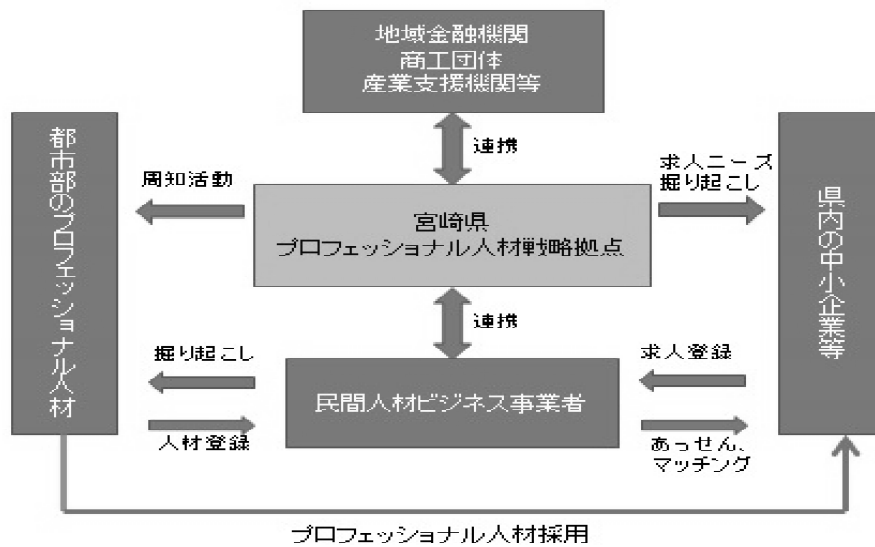 地域金融機関
商工団体
産業支援機関等
連携
周知活動
求人ニーズ
掘り起こし
都市部のプロフェッショナル人材
宮崎県
プロフェッショナル人材戦略拠点
県内の中小企業等
連携
掘り起こし
求人登録
民間人材ビジネス事業者
人材登録
あっせん、
マッチング
プロフェッショナル人材採用